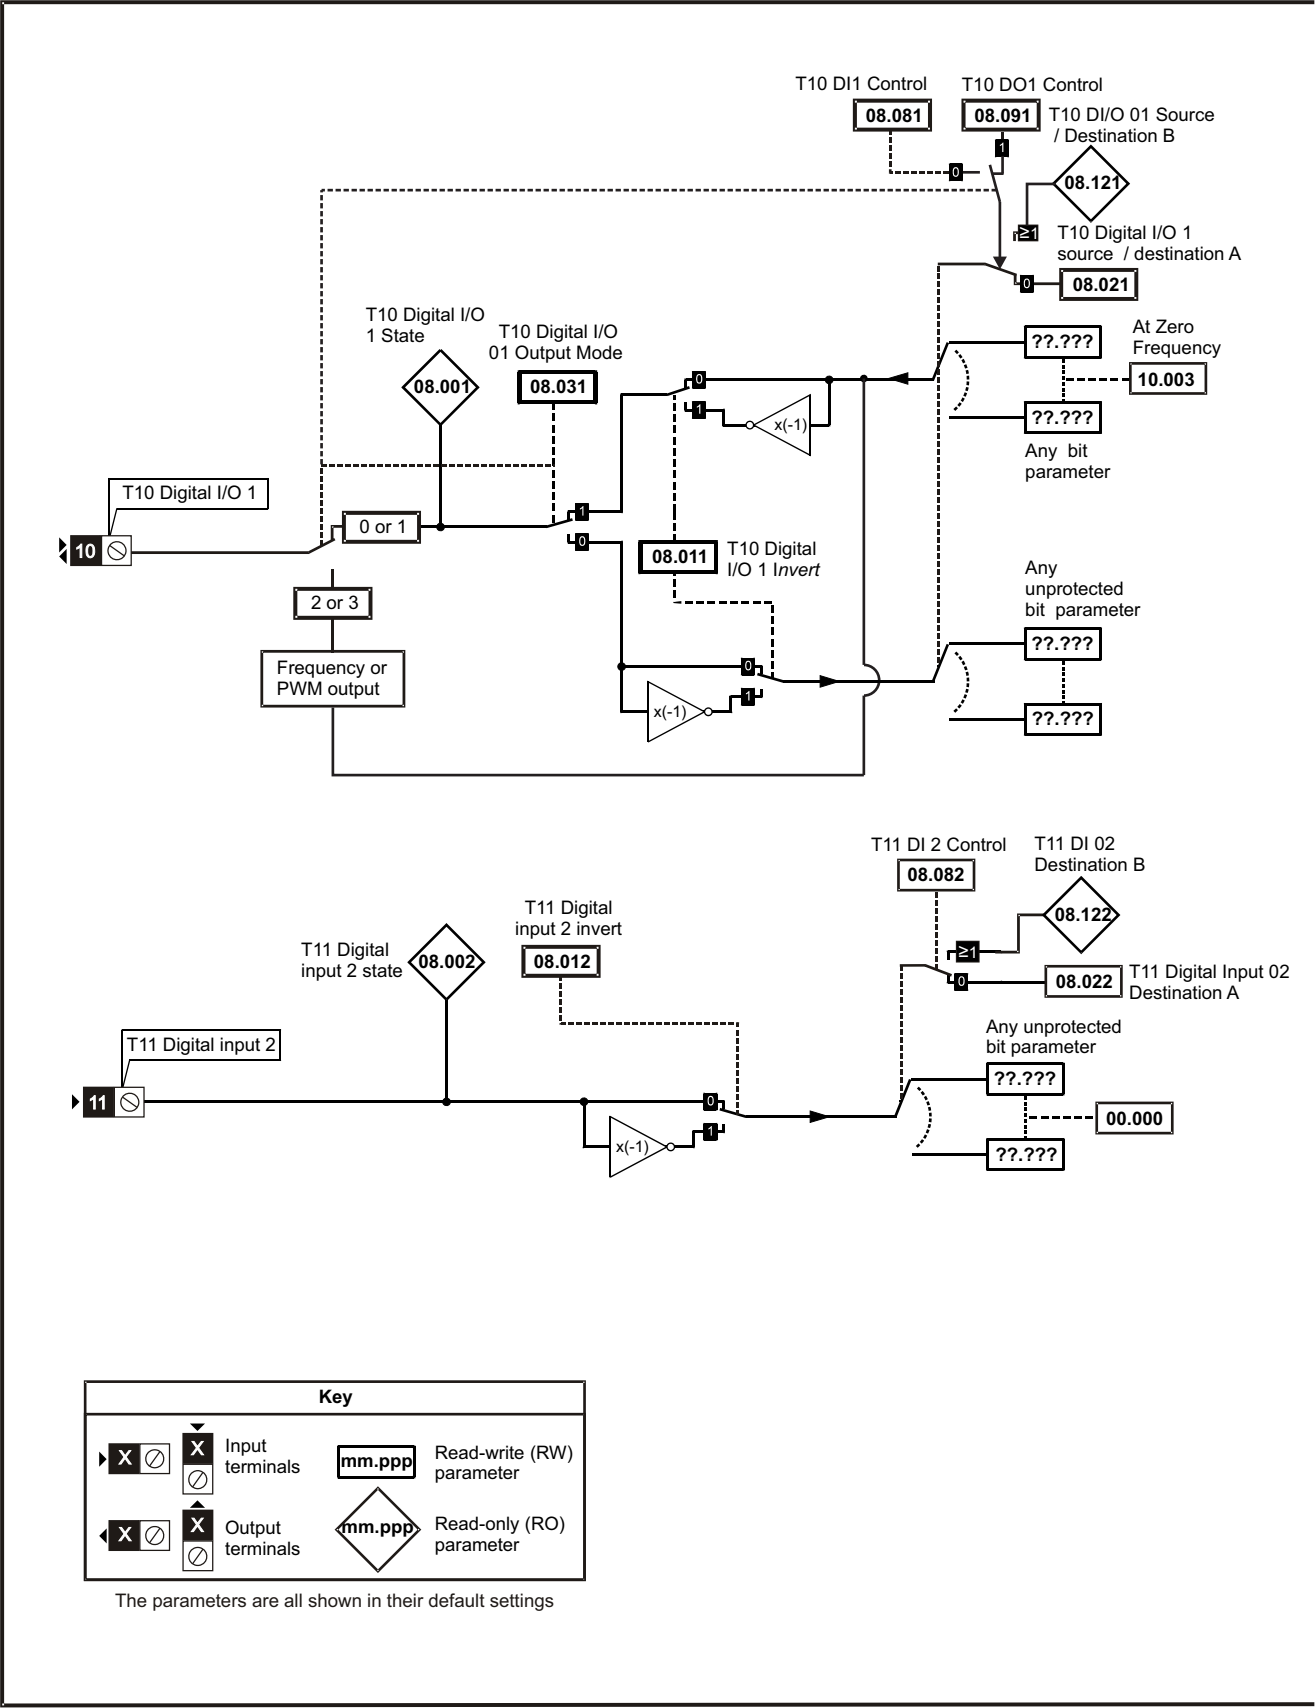 T10 DI1 Control
T10 DO1 Control
08.081
08.091
T10 DI/O 01 Source
/ Destination B
1
0
08.121
≥1
T10 Digital I/O 1
source / destination A
0
08.021
T10 Digital I/O
1 State
T10 Digital I/O
01 Output Mode
08.001
08.031
0
1
x(-1)
??.???
At Zero
Frequency
10.003
??.???
Any bit
parameter
T10 Digital I/O 1
10
0 or 1
1
0
08.011
T10 Digital
I/O 1 Invert
2 or 3
Frequency or
PWM output
Any
unprotected
bit parameter
0
1
x(-1)
??.???
??.???
T11 DI 2 Control
08.082
T11 DI 02
Destination B
08.122
≥1
0
08.022
T11 Digital Input 02
Destination A
T11 Digital
input 2 state
08.002
T11 Digital
input 2 invert
08.012
T11 Digital input 2
11
0
1
x(-1)
Any unprotected
bit parameter
??.???
00.000
??.???
Key
X
X
Input
terminals
mm.ppp
Read-write (RW)
parameter
X
X
Output
terminals
mm.ppp
Read-only (RO)
parameter
The parameters are all shown in their default settings